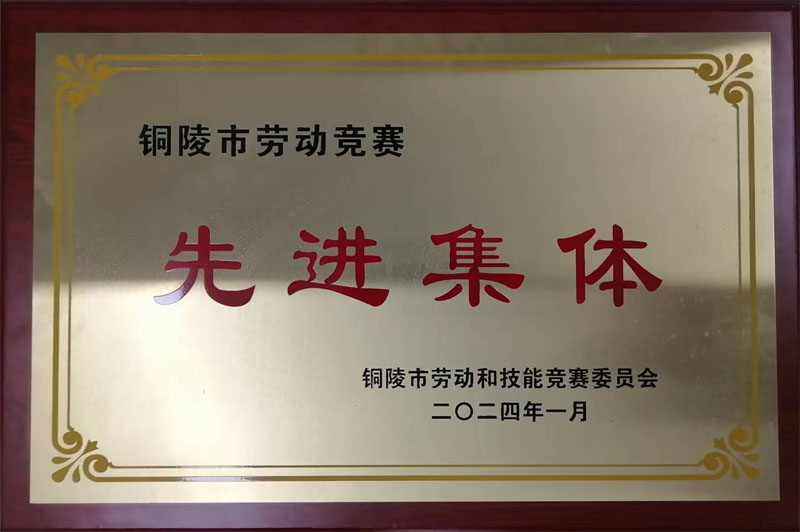 铜陵市劳动竞赛
先进集体
铜陵市劳动和技能竞赛委员会
二〇二四年一月